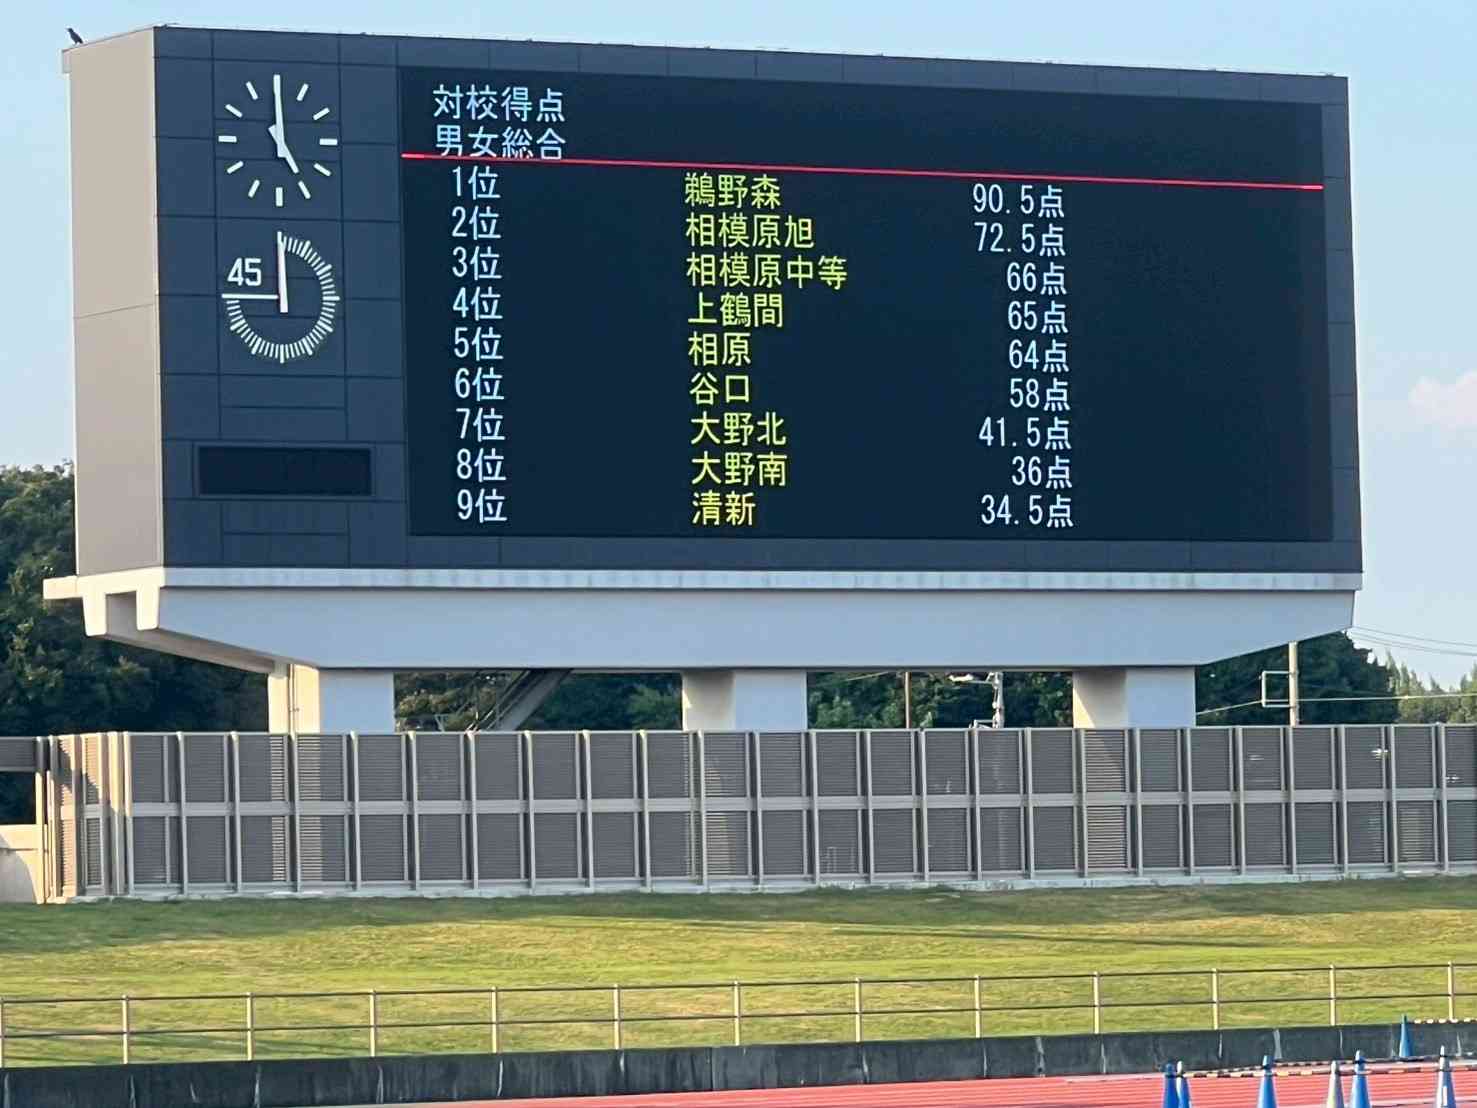 対校得点
男女総合
1位 鵜野森 90.5点
2位 相模原旭 72.5点
3位 相模原中等 66点
4位 上鶴間 65点
5位 相原 64点
6位 谷口 58点
7位 大野北 41.5点
8位 大野南 36点
9位 清新 34.5点
45